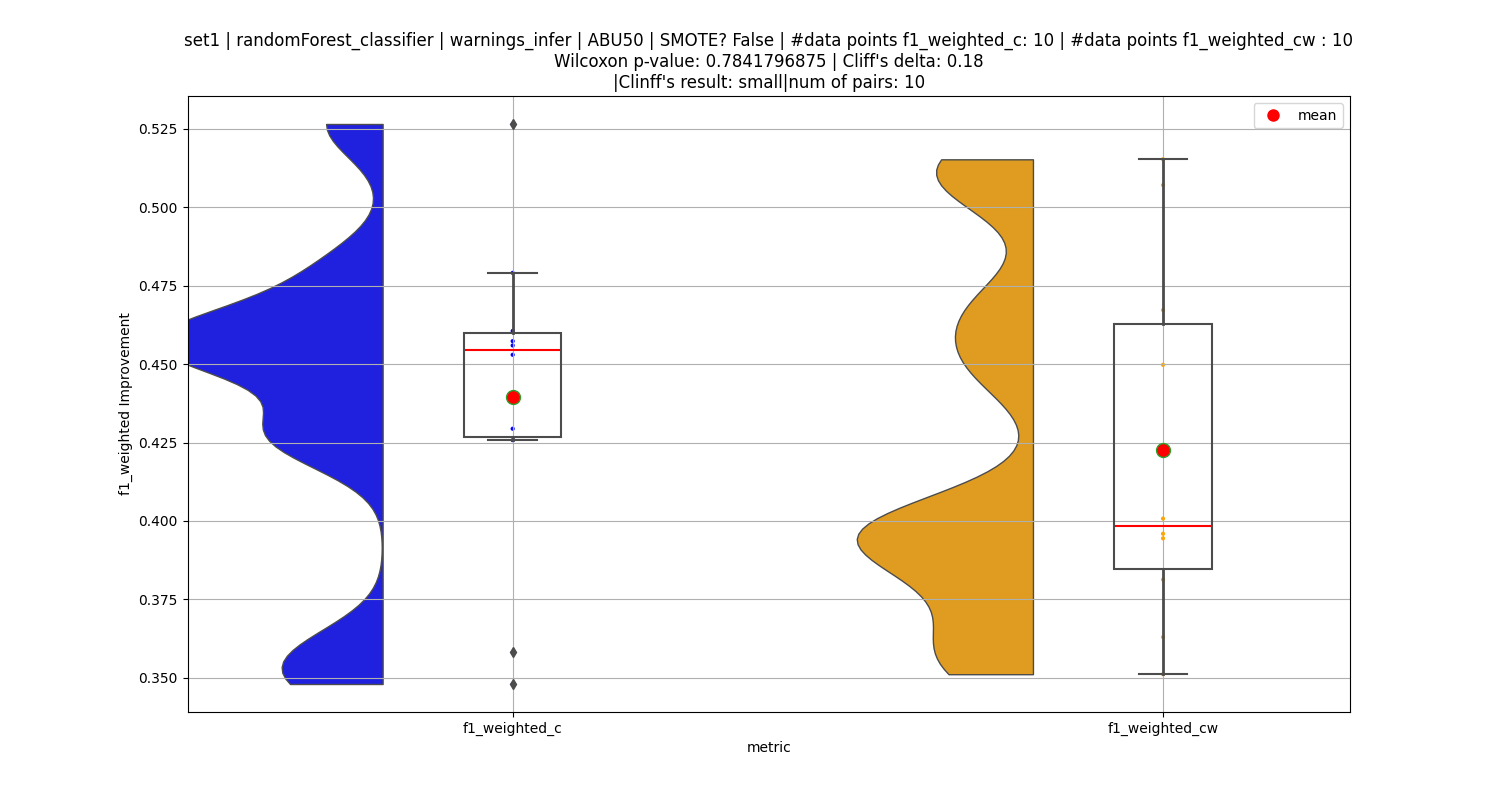 set1 | randomForest_classifier | warnings_infer | ABU50 | SMOTE? False | #data points f1_weighted_c: 10 | #data points f1_weighted_cw : 10
Wilcoxon p-value: 0.7841796875 | Cliff's delta: 0.18
|Clinff's result: small|num of pairs: 10
mean
0.525
0.500
0.475
0.450
0.425
0.400
0.375
0.350
f1_weighted Improvement
f1_weighted_c
f1_weighted_cw
metric